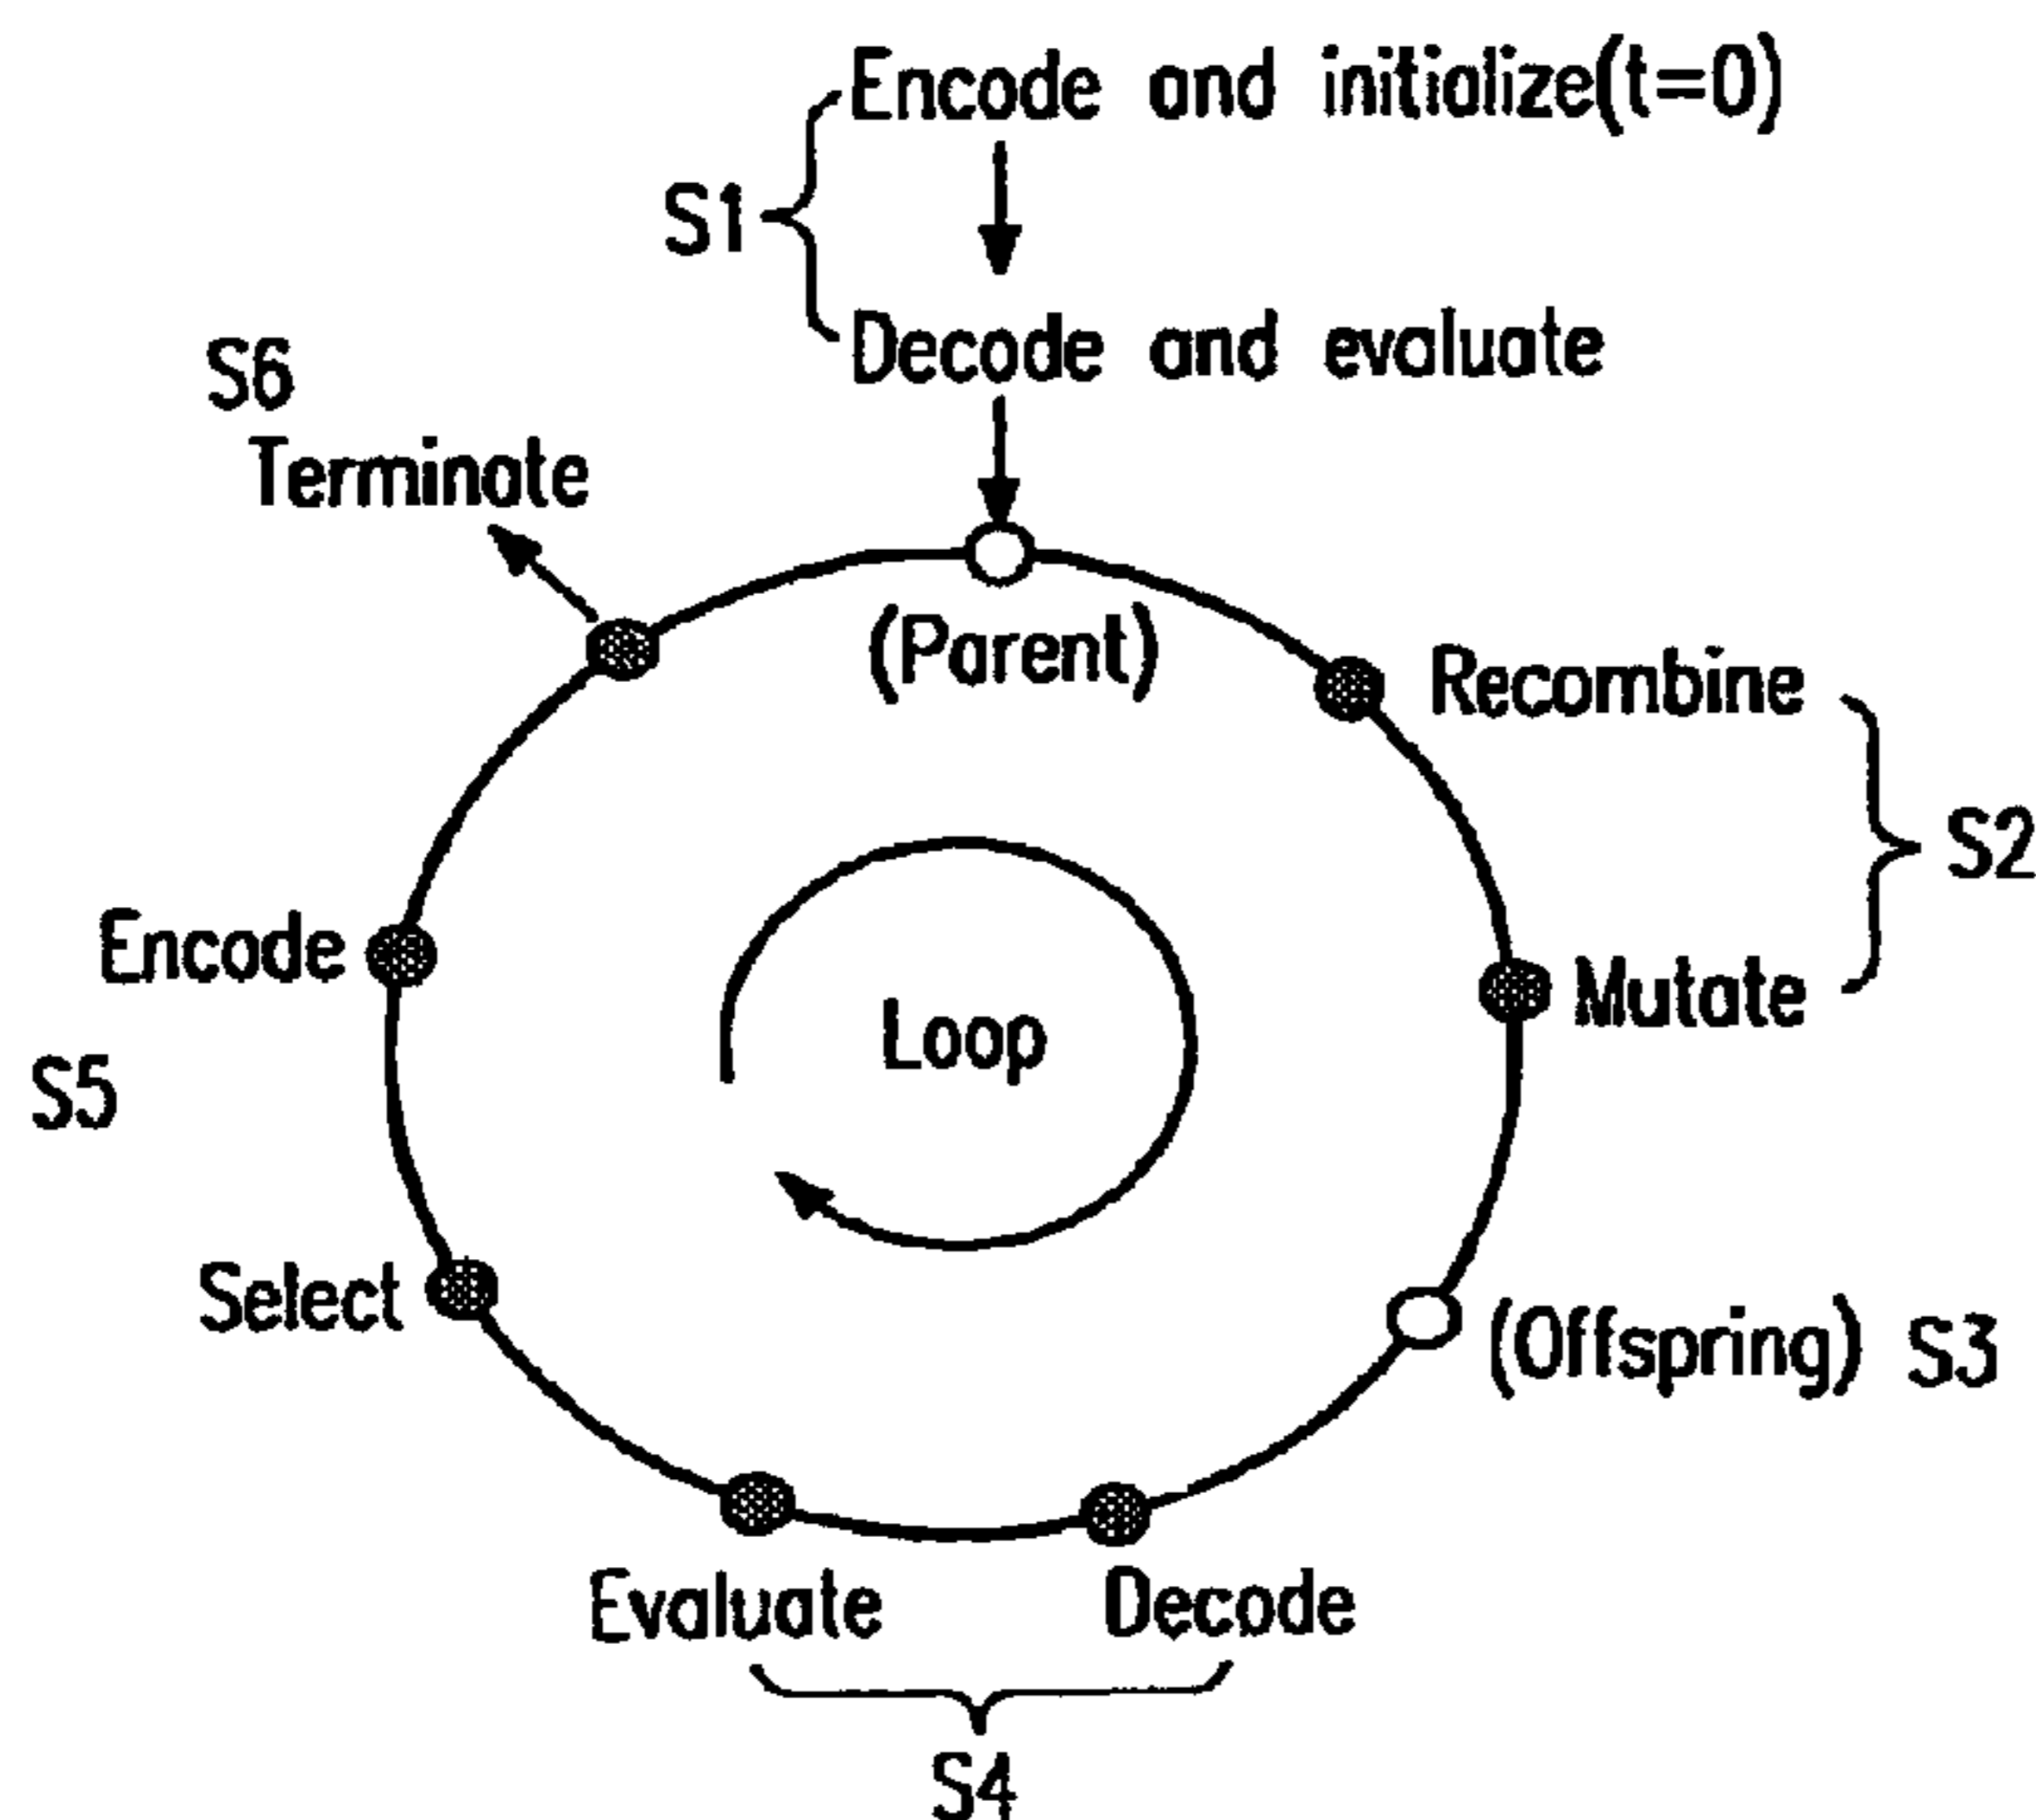 Encode and initialize(t=0)
S1
Decode and evaluate
S6
Terminate
(Parent)
Recombine
S2
Encode
Mutate
Loop
S5
Select
(Offspring) S3
Evaluate Decode
S4